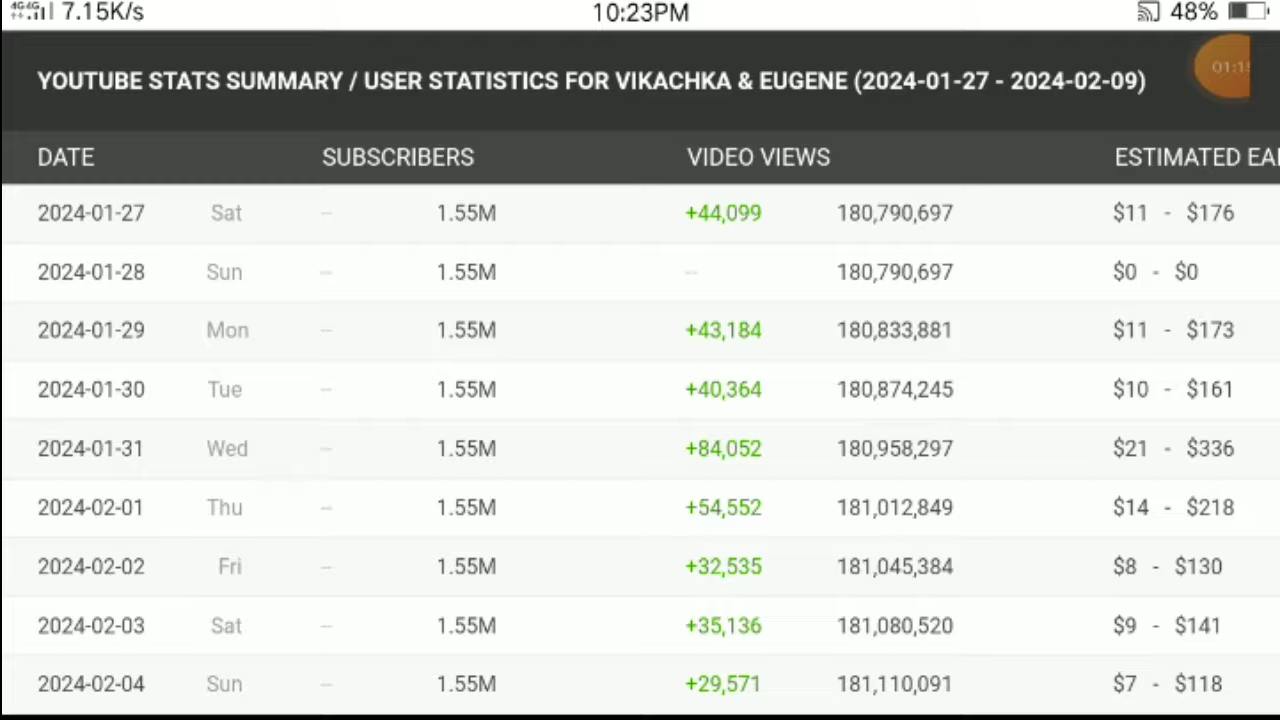 7.15K/s 10:23PM 48%
YOUTUBE STATS SUMMARY / USER STATISTICS FOR VIKACHKA & EUGENE (2024-01-27 - 2024-02-09)
DATE SUBSCRIBERS VIDEO VIEWS ESTIMATED EA
2024-01-27 Sat -- 1.55M +44,099 180,790,697 $11 - $176
2024-01-28 Sun -- 1.55M -- 180,790,697 $0 - $0
2024-01-29 Mon -- 1.55M +43,184 180,833,881 $11 - $173
2024-01-30 Tue -- 1.55M +40,364 180,874,245 $10 - $161
2024-01-31 Wed -- 1.55M +84,052 180,958,297 $21 - $336
2024-02-01 Thu -- 1.55M +54,552 181,012,849 $14 - $218
2024-02-02 Fri -- 1.55M +32,535 181,045,384 $8 - $130
2024-02-03 Sat -- 1.55M +35,136 181,080,520 $9 - $141
2024-02-04 Sun -- 1.55M +29,571 181,110,091 $7 - $118